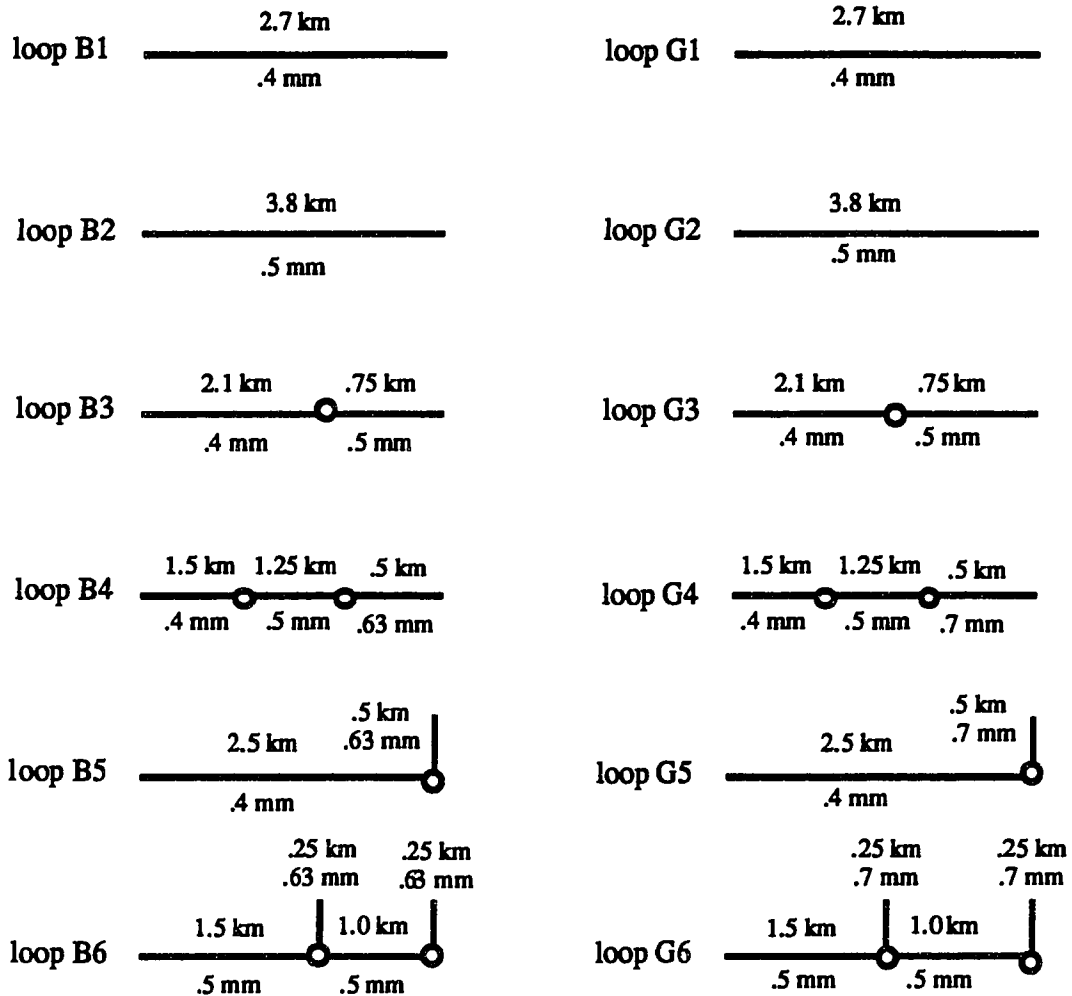 2.7 km 2.7 km
loop B1 loop G1
.4 mm .4 mm
3.8 km 3.8 km
loop B2 loop G2
.5 mm .5 mm
2.1 km .75 km 2.1 km .75 km
loop B3 loop G3
.4 mm .5 mm .4 mm .5 mm
1.5 km 1.25 km .5 km 1.5 km 1.25 km .5 km
loop B4 loop G4
.4 mm .5 mm .63 mm .4 mm .5 mm .7 mm
.5 km .5 km
2.5 km .63 mm 2.5 km .7 mm
loop B5 loop G5
.4 mm .4 mm
.25 km .25 km .25 km .25 km
.63 mm .63 mm .7 mm .7 mm
1.5 km 1.0 km 1.5 km 1.0 km
loop B6 loop G6
.5 mm .5 mm .5 mm .5 mm